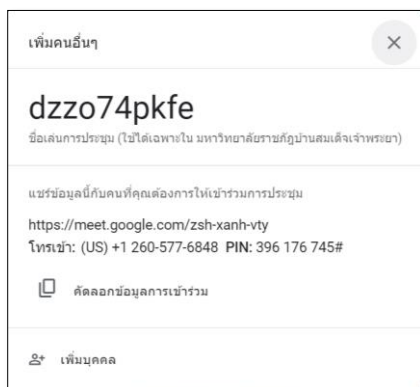 เพิ่มคนอื่นๆ
dzzo74pkfe
ชื่อเล่นการประชุม (ใช้ได้เฉพาะใน มหาวิทยาลัยราชภัฏบ้านสมเด็จเจ้าพระยา)
แชร์ข้อมูลนี้กับคนที่คุณต้องการให้เข้าร่วมการประชุม
https://meet.google.com/zsh-xanh-vty
โทรเข้า: (US) +1 260-577-6848 PIN: 396 176 745#
คัดลอกข้อมูลการเข้าร่วม
เพิ่มบุคคล